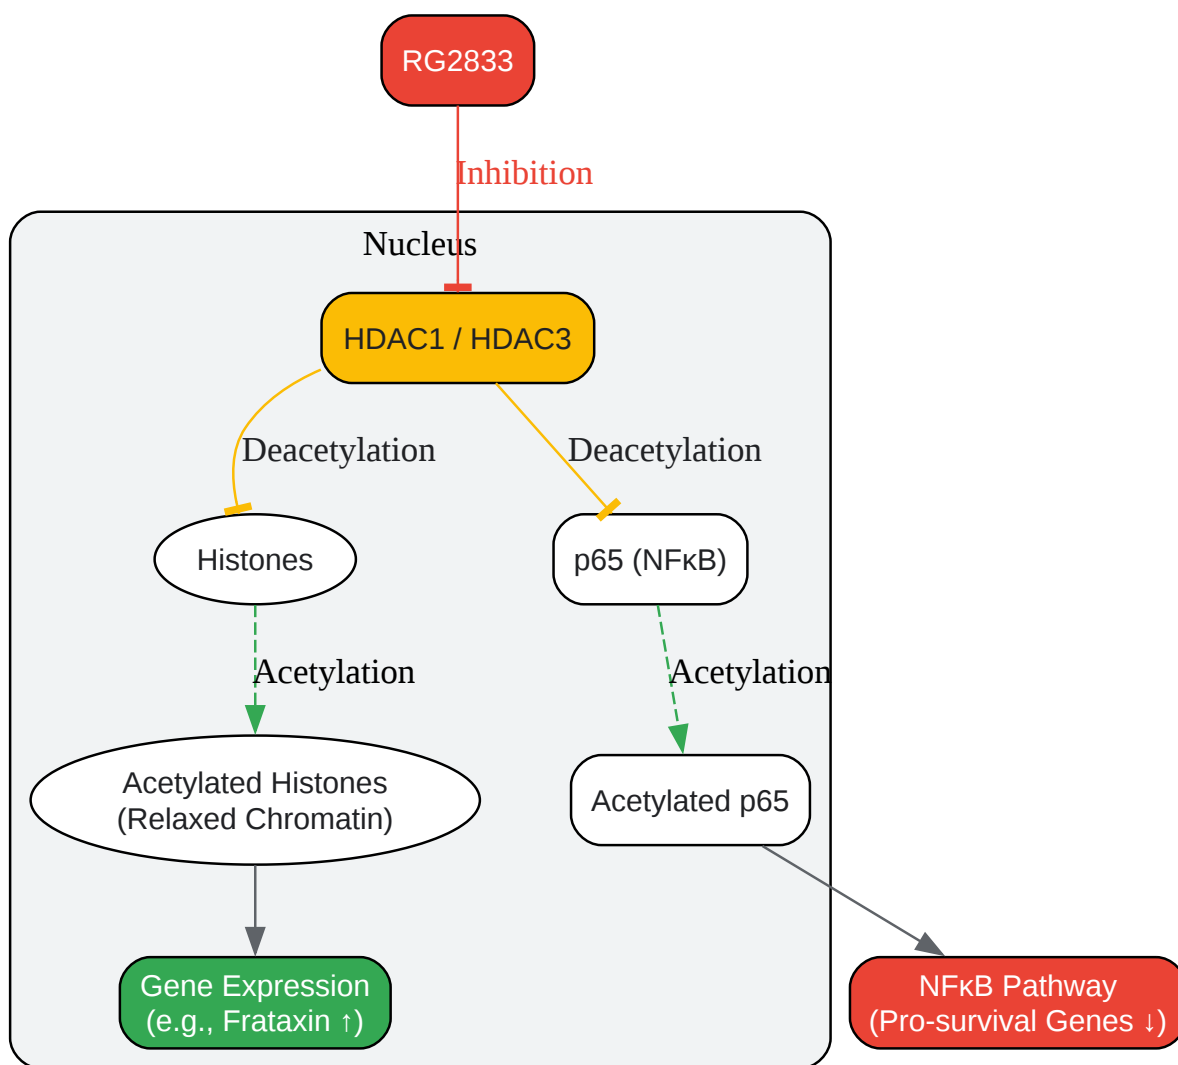 RG2833
Inhibition
Nucleus
HDAC1 / HDAC3
Deacetylation
Deacetylation
Histones
p65 (NFκB)
Acetylation
Acetylation
Acetylated Histones
(Relaxed Chromatin)
Acetylated p65
Gene Expression
(e.g., Frataxin ↑)
NFκB Pathway
(Pro-survival Genes ↓)